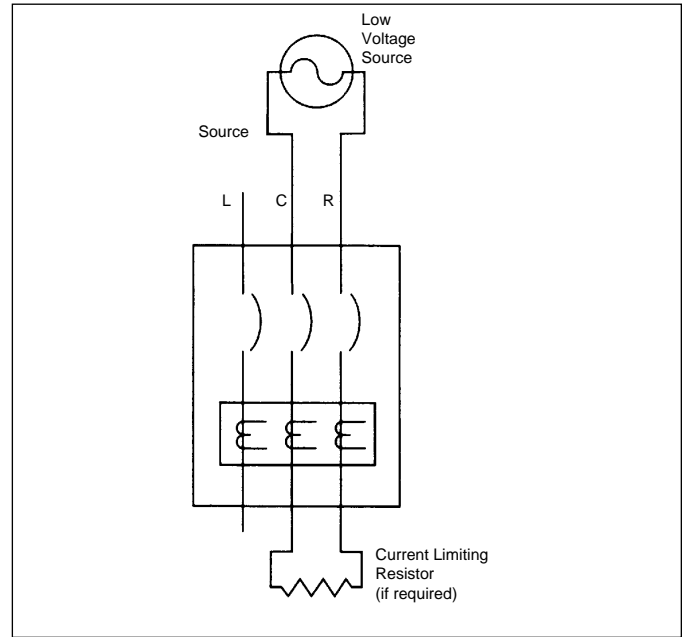 Low
Voltage
Source
Source
L C R
Current Limiting
Resistor
(if required)